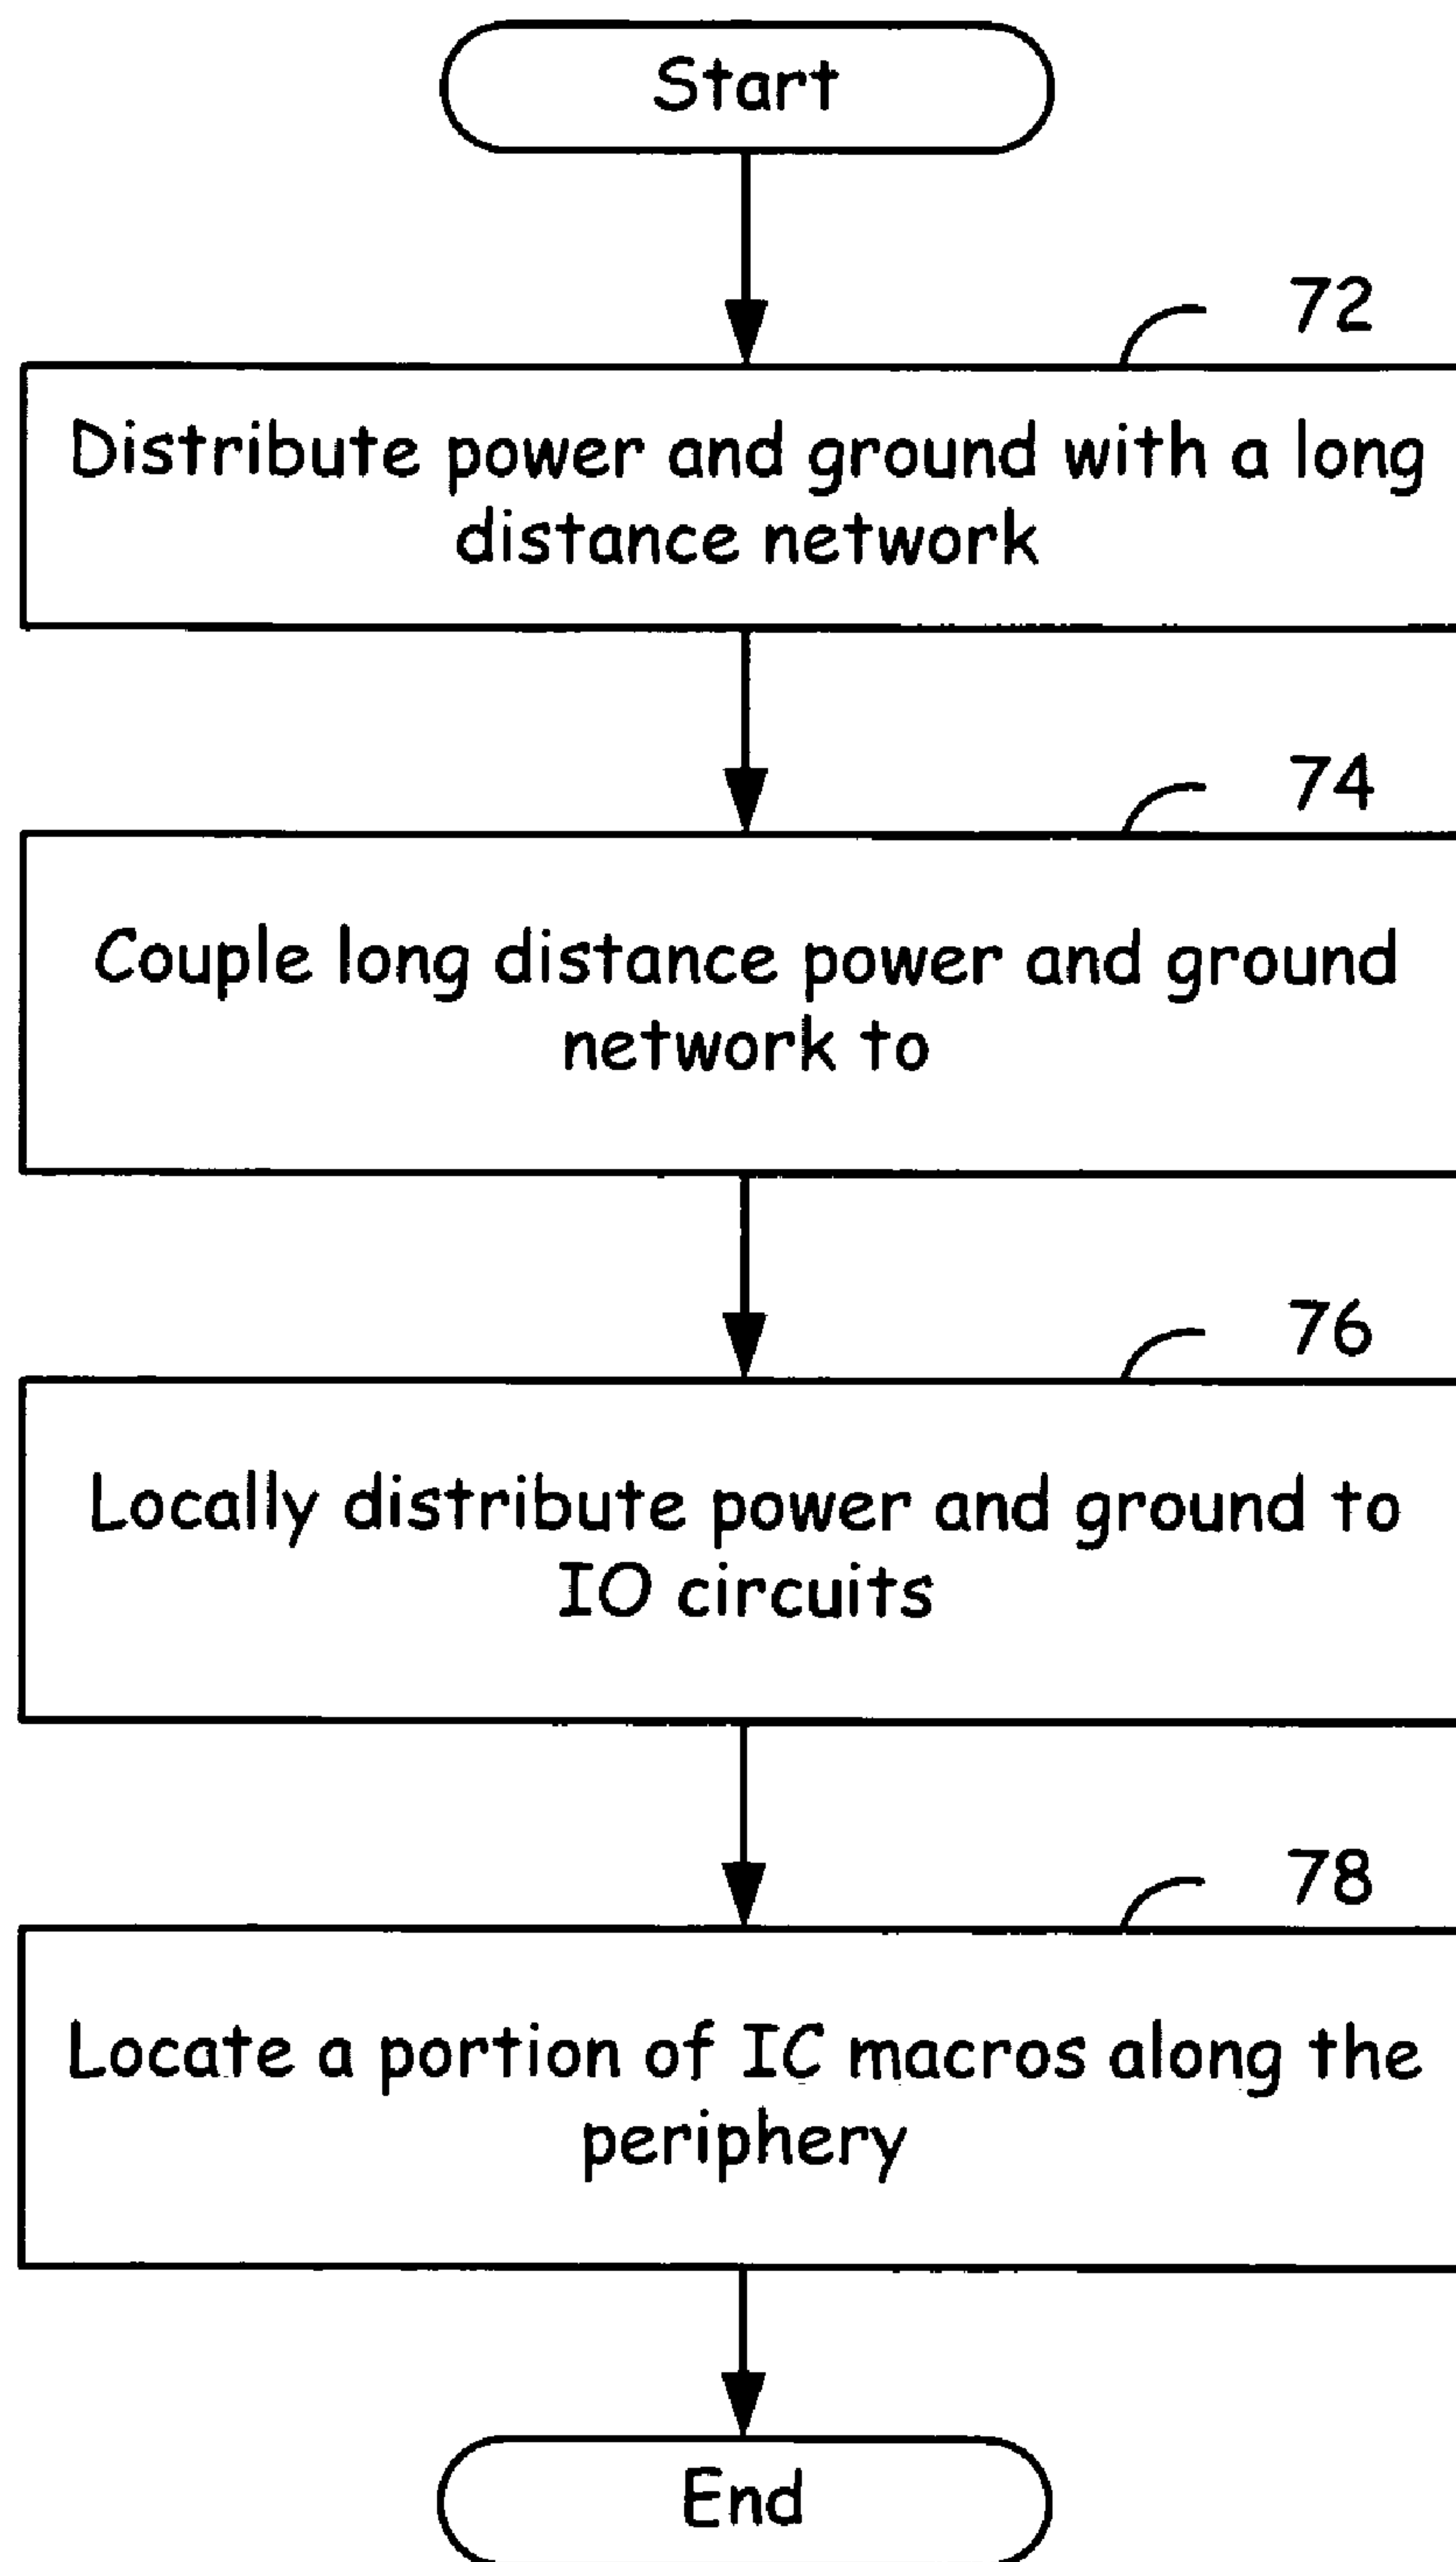 Start
72
Distribute power and ground with a long
distance network
74
Couple long distance power and ground
network to
76
Locally distribute power and ground to
IO circuits
78
Locate a portion of IC macros along the
periphery
End